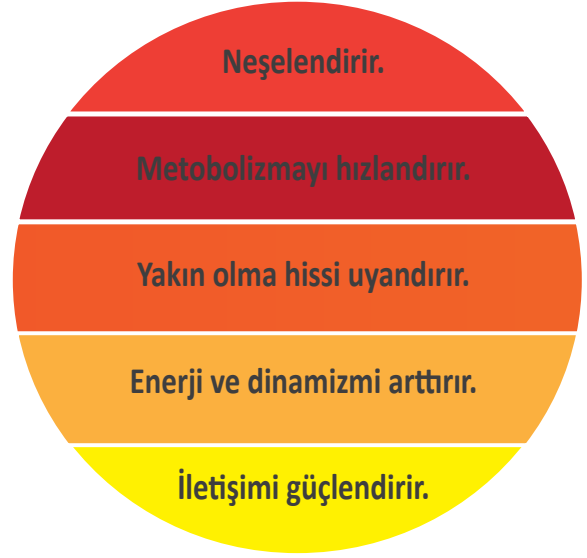 Neşelendirir.
Metobolizmayı hızlandırır.
Yakın olma hissi uyandırır.
Enerji ve dinamizmi arttırır.
İletişimi güçlendirir.